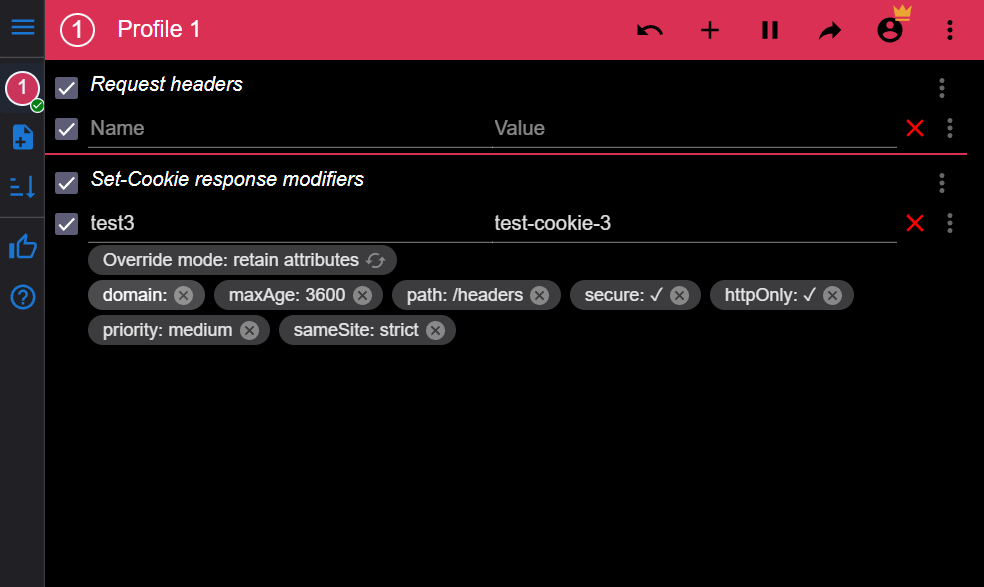 1 Profile 1
1
Request headers
Name Value
Set-Cookie response modifiers
test3 test-cookie-3
Override mode: retain attributes
domain: maxAge: 3600 path: /headers secure: ✓ httpOnly: ✓
priority: medium sameSite: strict